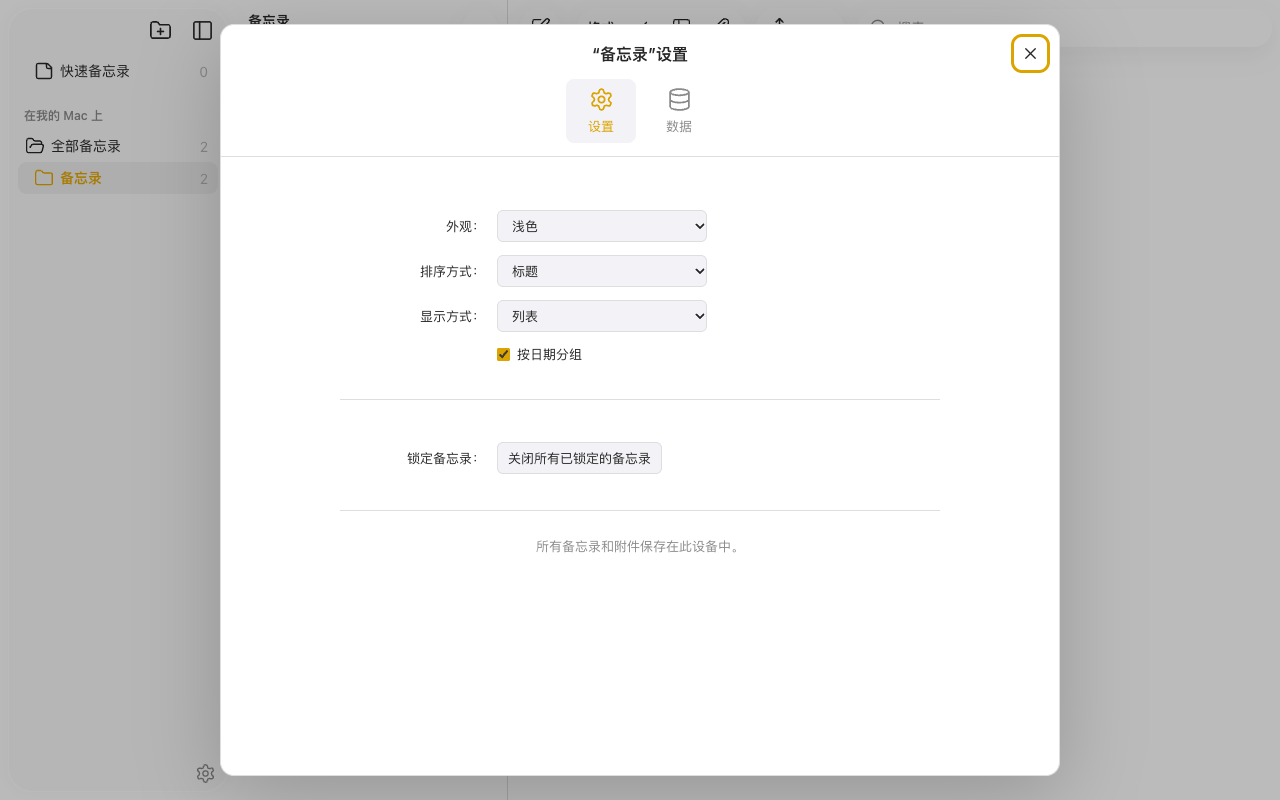 备忘录
快速备忘录 0
在我的 Mac 上
全部备忘录 2
备忘录 2
“备忘录”设置
设置
数据
外观：
浅色
排序方式：
标题
显示方式：
列表
按日期分组
锁定备忘录：
关闭所有已锁定的备忘录
所有备忘录和附件保存在此设备中。